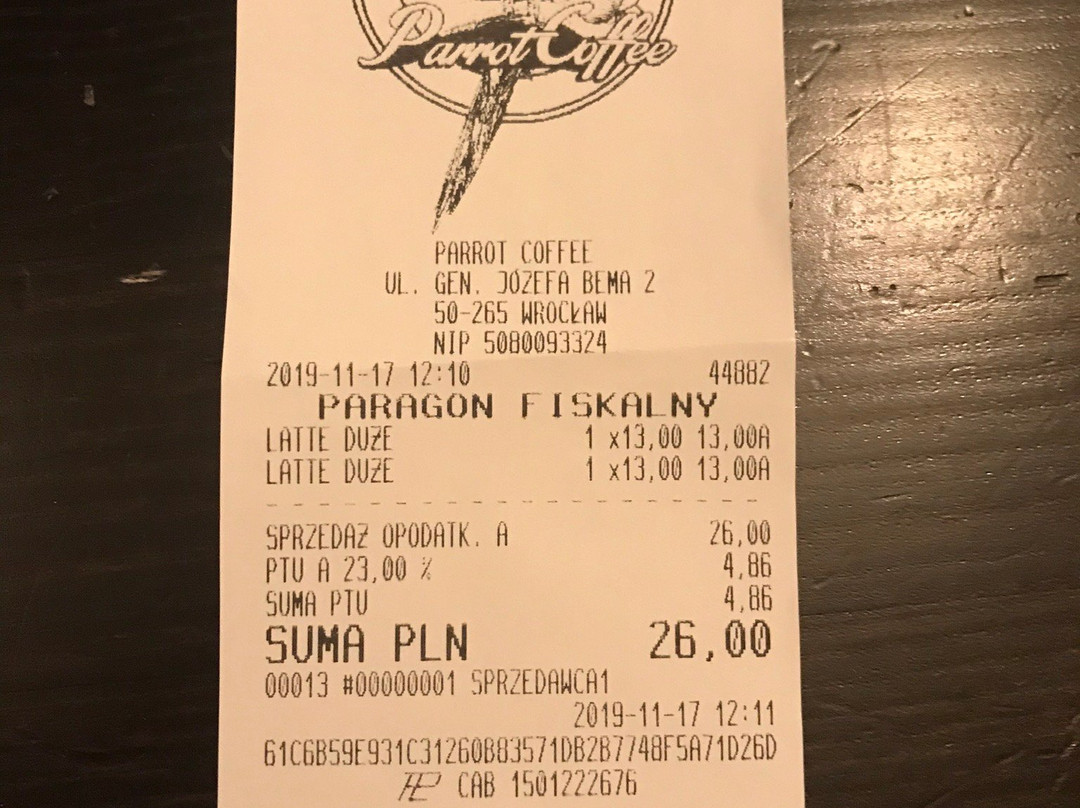 Parrot Coffee
PARROT COFFEE
UL. GEN. JÓZEFA BEMA 2
50-265 WROCŁAW
NIP 5080093324
2019-11-17 12:10 44882
PARAGON FISKALNY
LATTE DUŻE 1 x13,00 13,00A
LATTE DUŻE 1 x13,00 13,00A
SPRZEDAŻ OPODATK. A 26,00
PTU A 23,00 % 4,86
SUMA PTU 4,86
SUMA PLN 26,00
00013 #00000001 SPRZEDAWCA1
2019-11-17 12:11
61C6B59E931C31260B83571DB2B7748F5A71D26D
CAB 1501222676